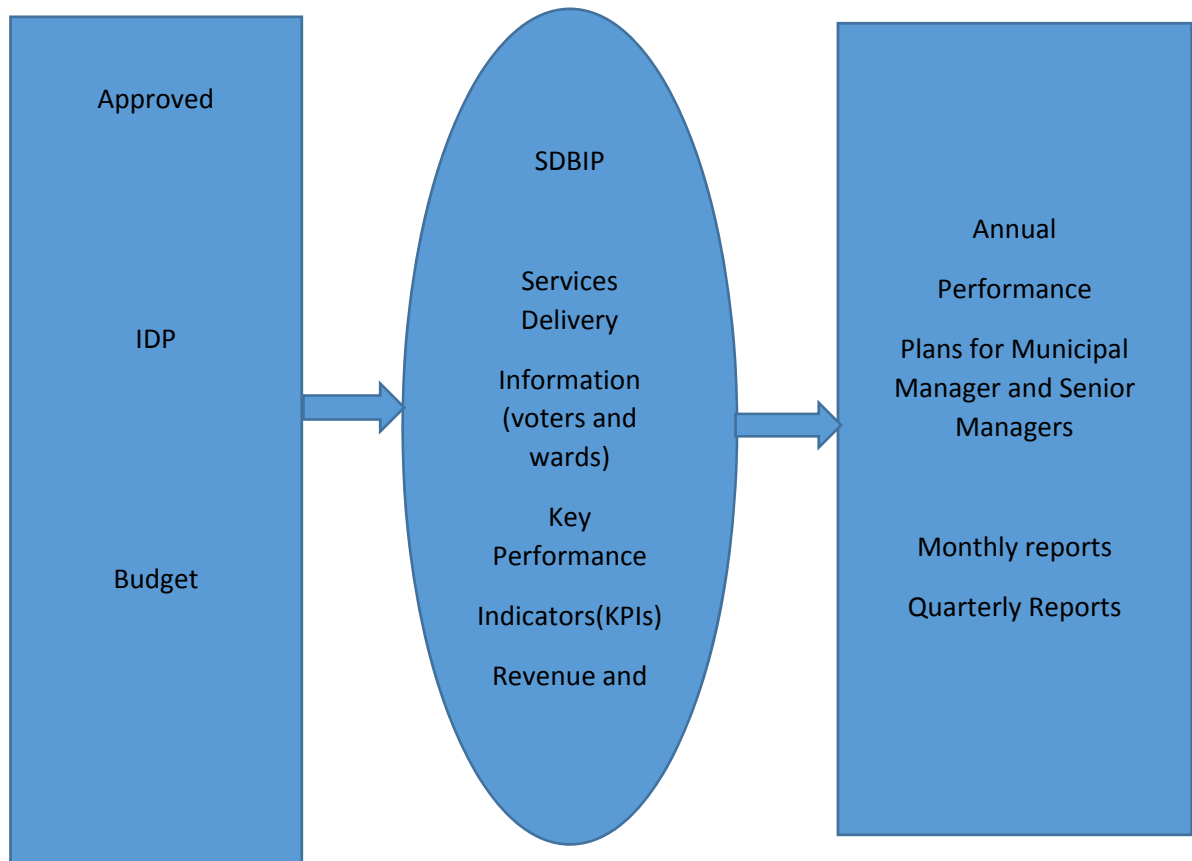 Approved
IDP
Budget
SDBIP
Services
Delivery
Information
(voters and
wards)
Key
Performance
Indicators(KPIs)
Revenue and
Annual
Performance
Plans for Municipal
Manager and Senior
Managers
Monthly reports
Quarterly Reports